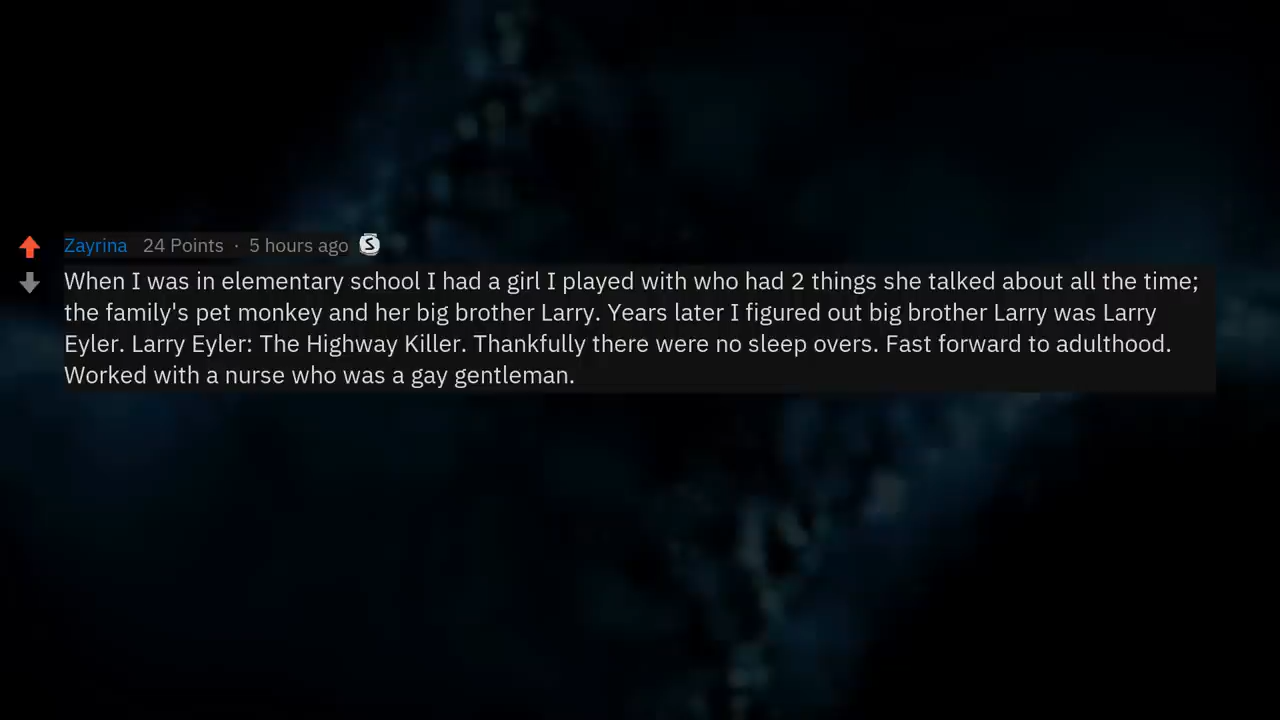 Zayrina 24 Points · 5 hours ago S
When I was in elementary school I had a girl I played with who had 2 things she talked about all the time;
the family's pet monkey and her big brother Larry. Years later I figured out big brother Larry was Larry
Eyler. Larry Eyler: The Highway Killer. Thankfully there were no sleep overs. Fast forward to adulthood.
Worked with a nurse who was a gay gentleman.